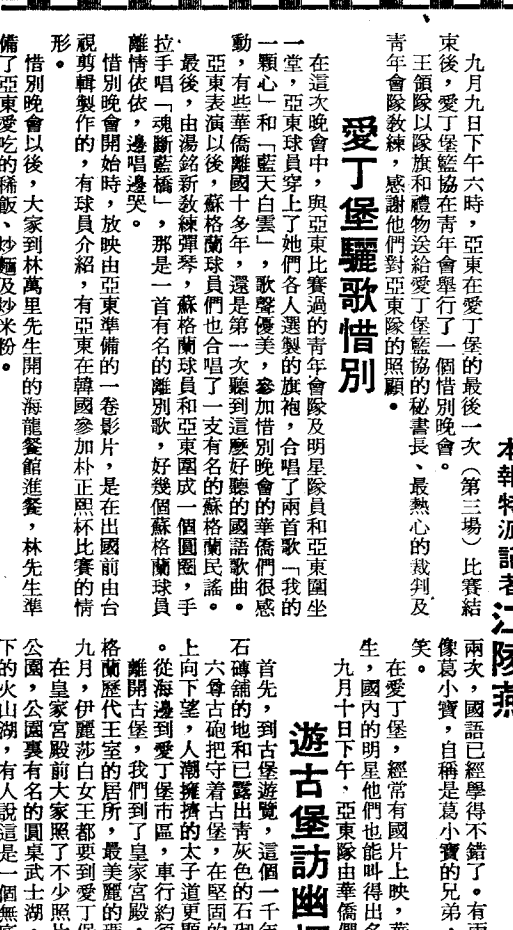 本報特派記者江陵燕
九月九日下午六時，亞東在愛丁堡的最後一次（第三場）比賽結
束後，愛丁堡籃協在青年會舉行了一個惜別晚會。
王領隊以隊旗和禮物送給愛丁堡籃協的秘書長、最熱心的裁判及
青年會隊教練，感謝他們對亞東隊的照顧。
愛丁堡驪歌惜別
在這次晚會中，與亞東比賽過的青年會隊及明星隊員和亞東圍坐
一堂，亞東球員穿上了她們各人選製的旗袍，合唱了兩首歌「我的
一顆心」和「藍天白雲」，歌聲優美，參加惜別晚會的華僑們很感
動，有些華僑離國十多年，還是第一次聽到這麼好聽的國語歌曲。
亞東表演以後，蘇格蘭球員們也合唱了一支有名的蘇格蘭民謠。
最後，由湯銘新教練彈琴，蘇格蘭球員和亞東圍成一個圓圈，手
拉手唱「魂斷藍橋」，那是一首有名的離別歌，好幾個蘇格蘭球員
離情依依，邊唱邊哭。
惜別晚會開始時，放映由亞東準備的一卷影片，是在出國前由台
視剪輯製作的，有球員介紹，有亞東在韓國參加朴正熙杯比賽的情
形。
惜別晚會以後，大家到林萬里先生開的海龍餐館進餐，林先生準
備了亞東愛吃的稀飯、炒麵及炒米粉。
兩次，國語已經學得不錯了。有兩
像葛小寶，自稱是葛小寶的兄弟，
笑。
在愛丁堡，經常有國片上映，華
生，國內的明星他們也能叫得出名
九月十日下午，亞東隊由華僑們
遊古堡訪幽
首先，到古堡遊覽，這個一千年
石磚舖的地和已露出青灰色的石
六尊古砲把守着古堡，在堅固的
上向下望，人潮擁擠的太子道更
。從海邊到愛丁堡市區，車行約
離開古堡，我們到了皇家宮殿，
格蘭歷代王室的居所，最美麗的
九月，伊麗莎白女王都要到愛丁堡
在皇家宮殿前大家照了不少照片
公園，公園裏有名的圓桌武士湖，
下的火山湖，有人說這是一個無底